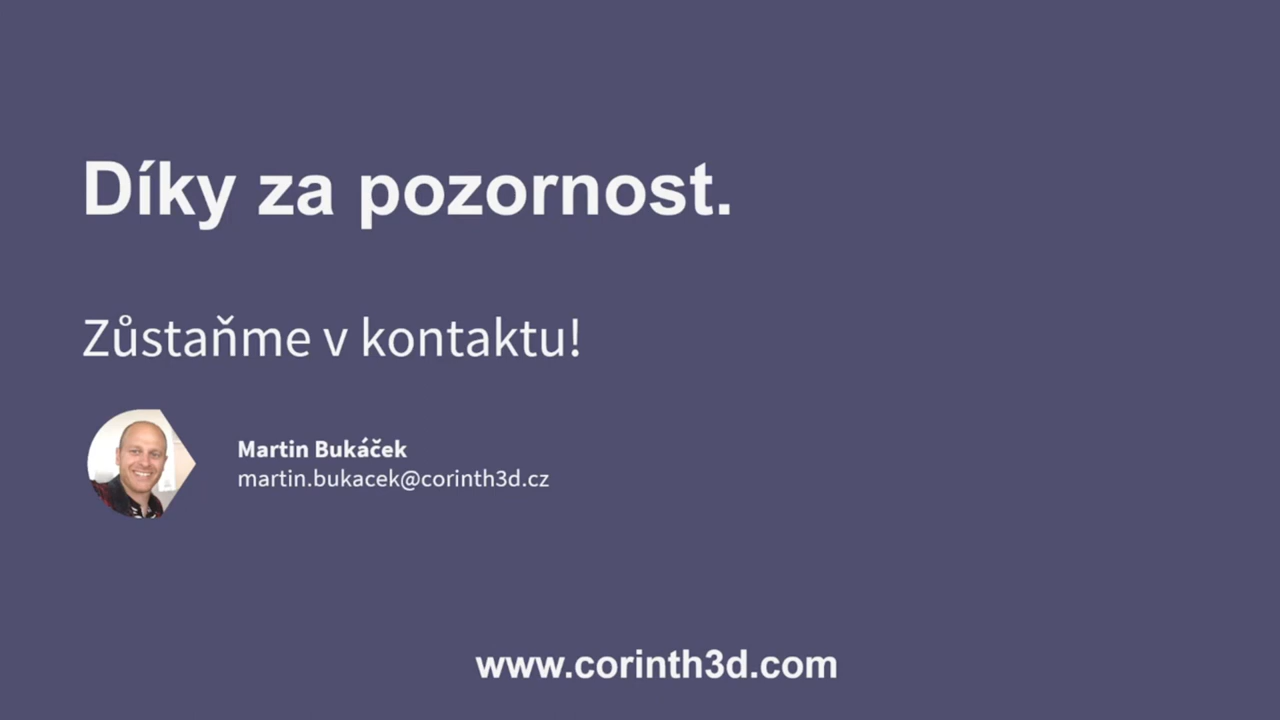 Díky za pozornost.
Zůstaňme v kontaktu!
Martin Bukáček
martin.bukacek@corinth3d.cz
www.corinth3d.com